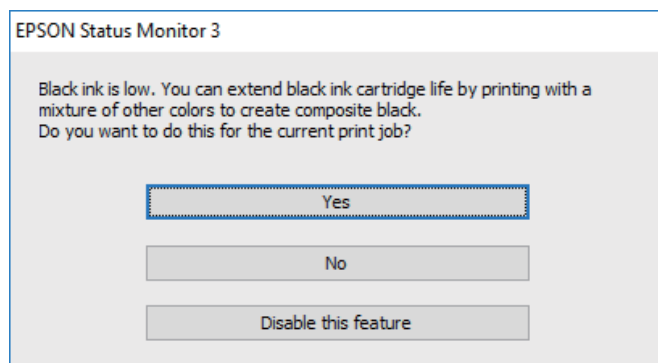 EPSON Status Monitor 3
Black ink is low. You can extend black ink cartridge life by printing with a
mixture of other colors to create composite black.
Do you want to do this for the current print job?
Yes
No
Disable this feature